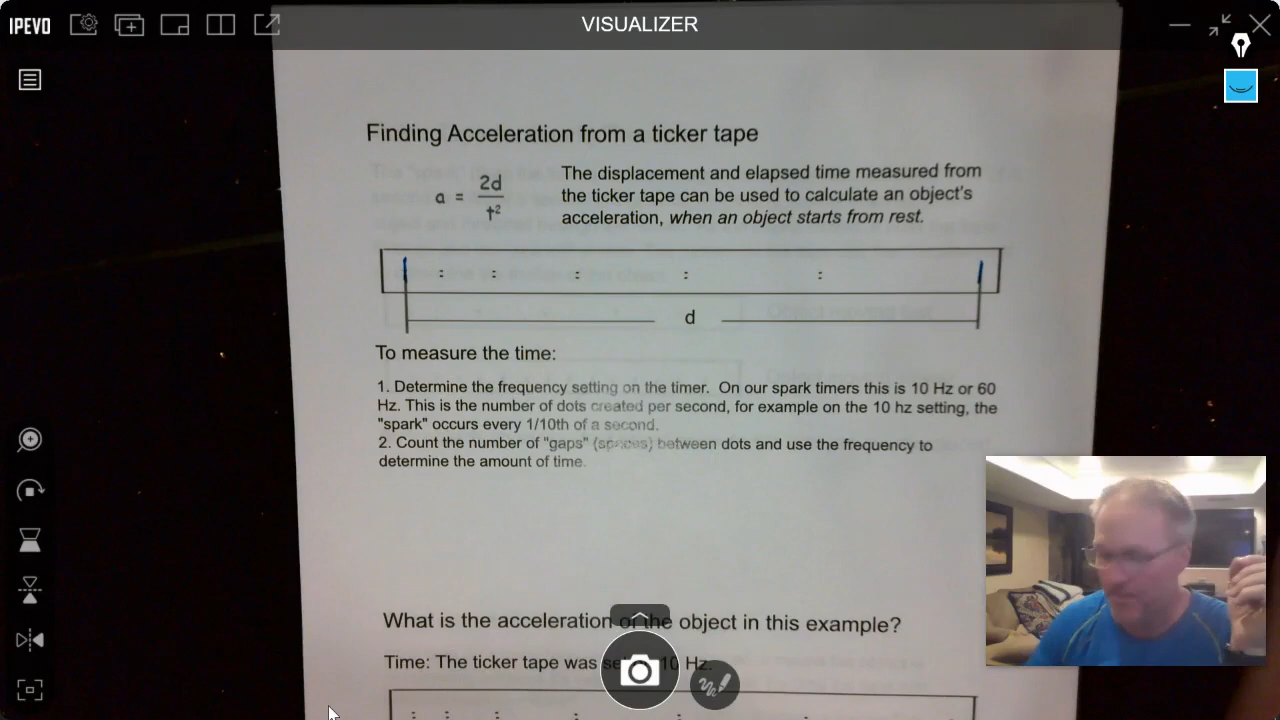 IPEVO
VISUALIZER
Finding Acceleration from a ticker tape
a = 2d
t²
The displacement and elapsed time measured from
the ticker tape can be used to calculate an object's
acceleration, when an object starts from rest.
d
To measure the time:
1. Determine the frequency setting on the timer. On our spark timers this is 10 Hz or 60
Hz. This is the number of dots created per second, for example on the 10 hz setting, the
"spark" occurs every 1/10th of a second.
2. Count the number of "gaps" (spaces) between dots and use the frequency to
determine the amount of time.
What is the acceleration of the object in this example?
Time: The ticker tape was set 10 Hz.